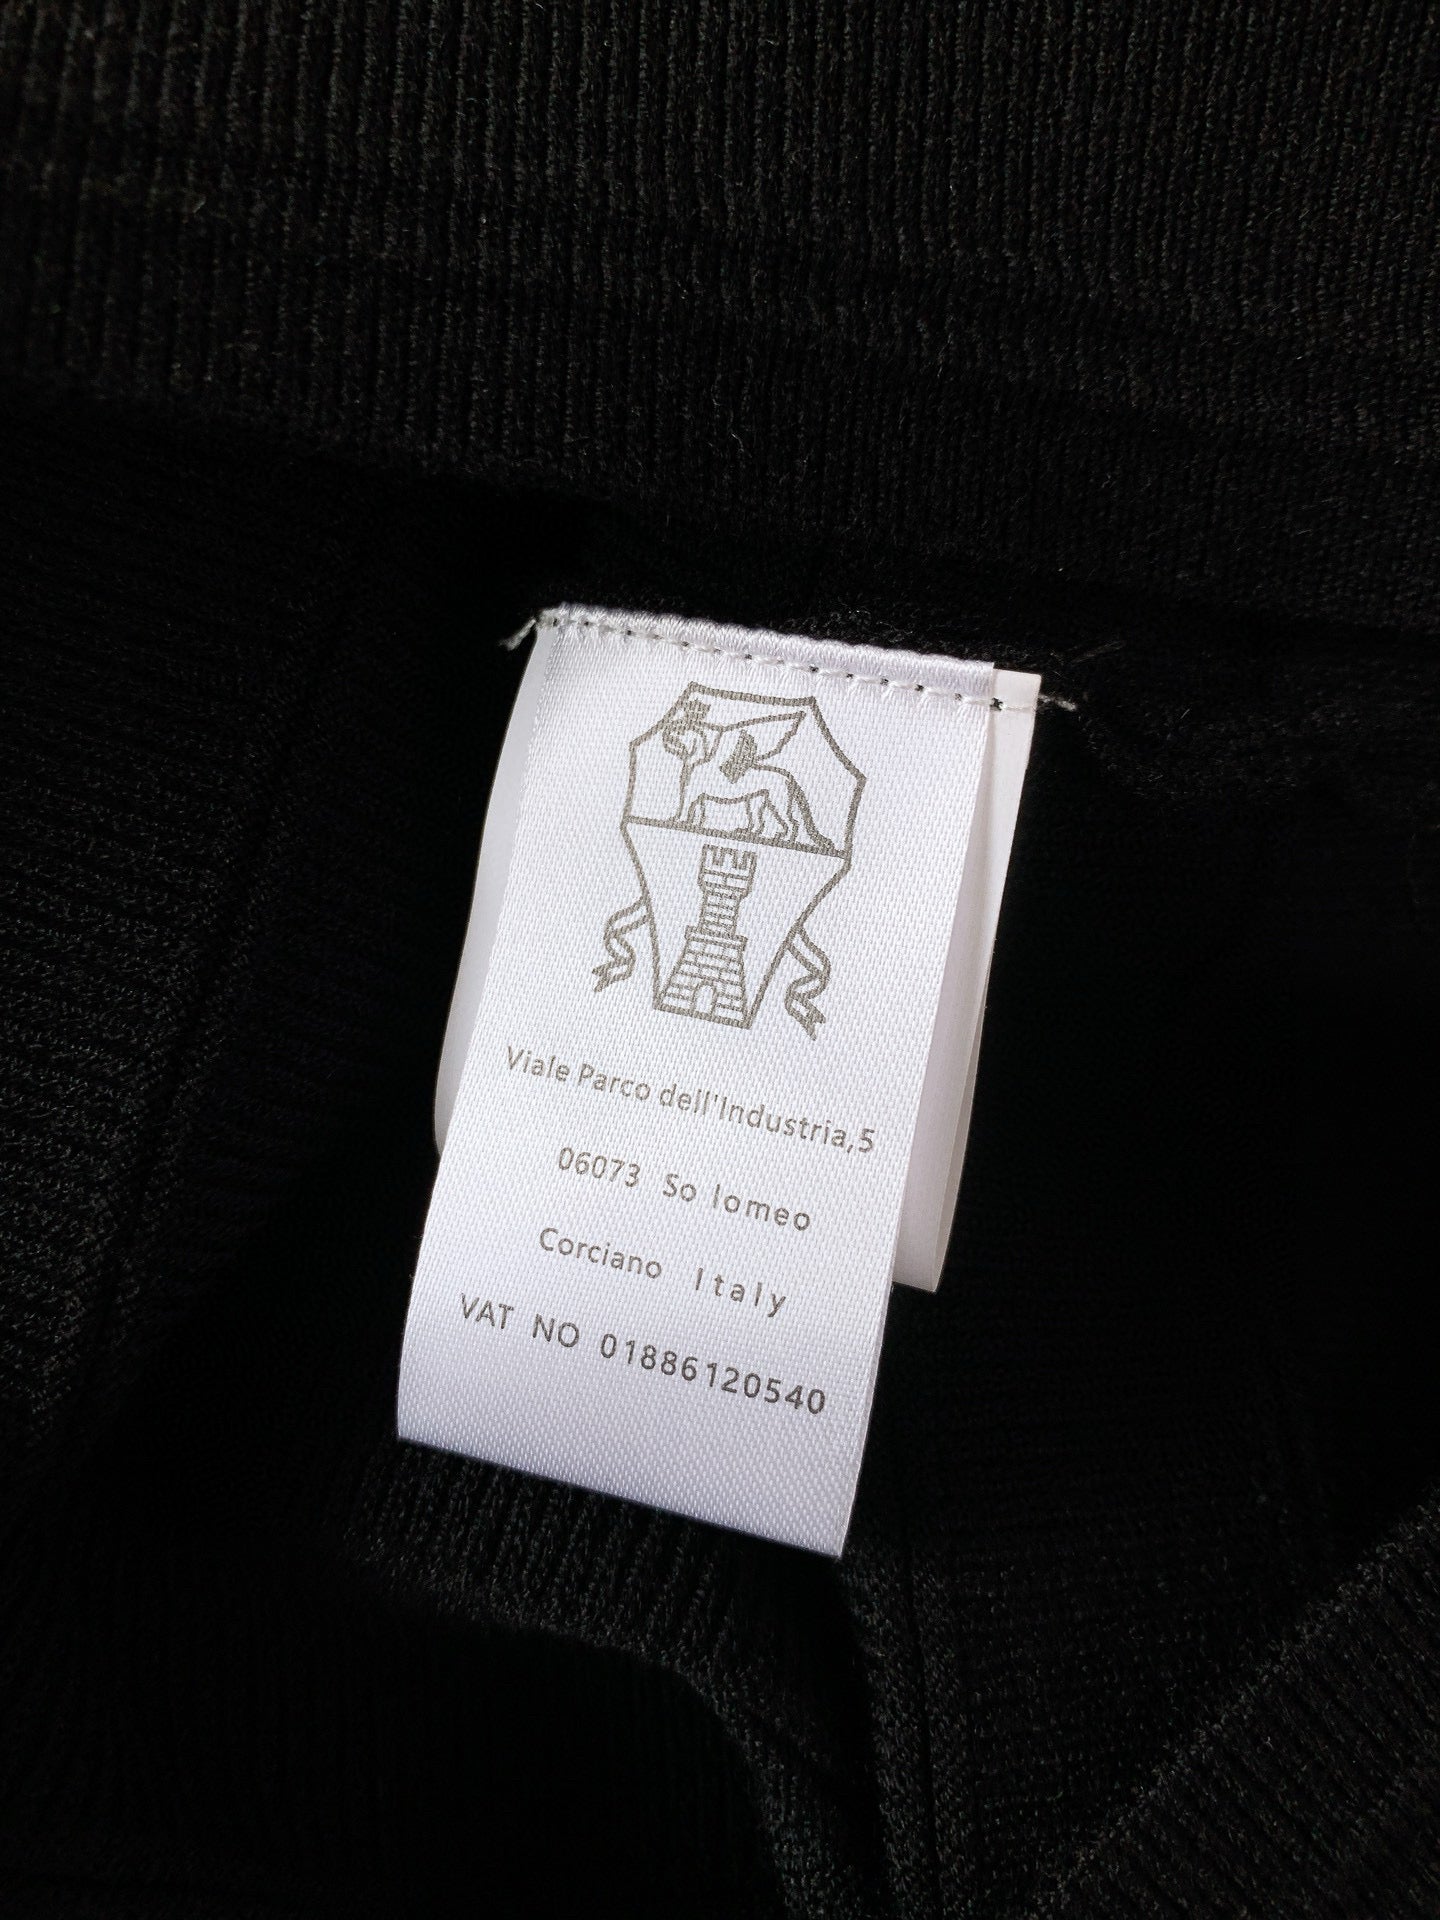 Viale Parco dell'Industria,5
06073 So lomeo
Corciano Italy
VAT NO 01886120540